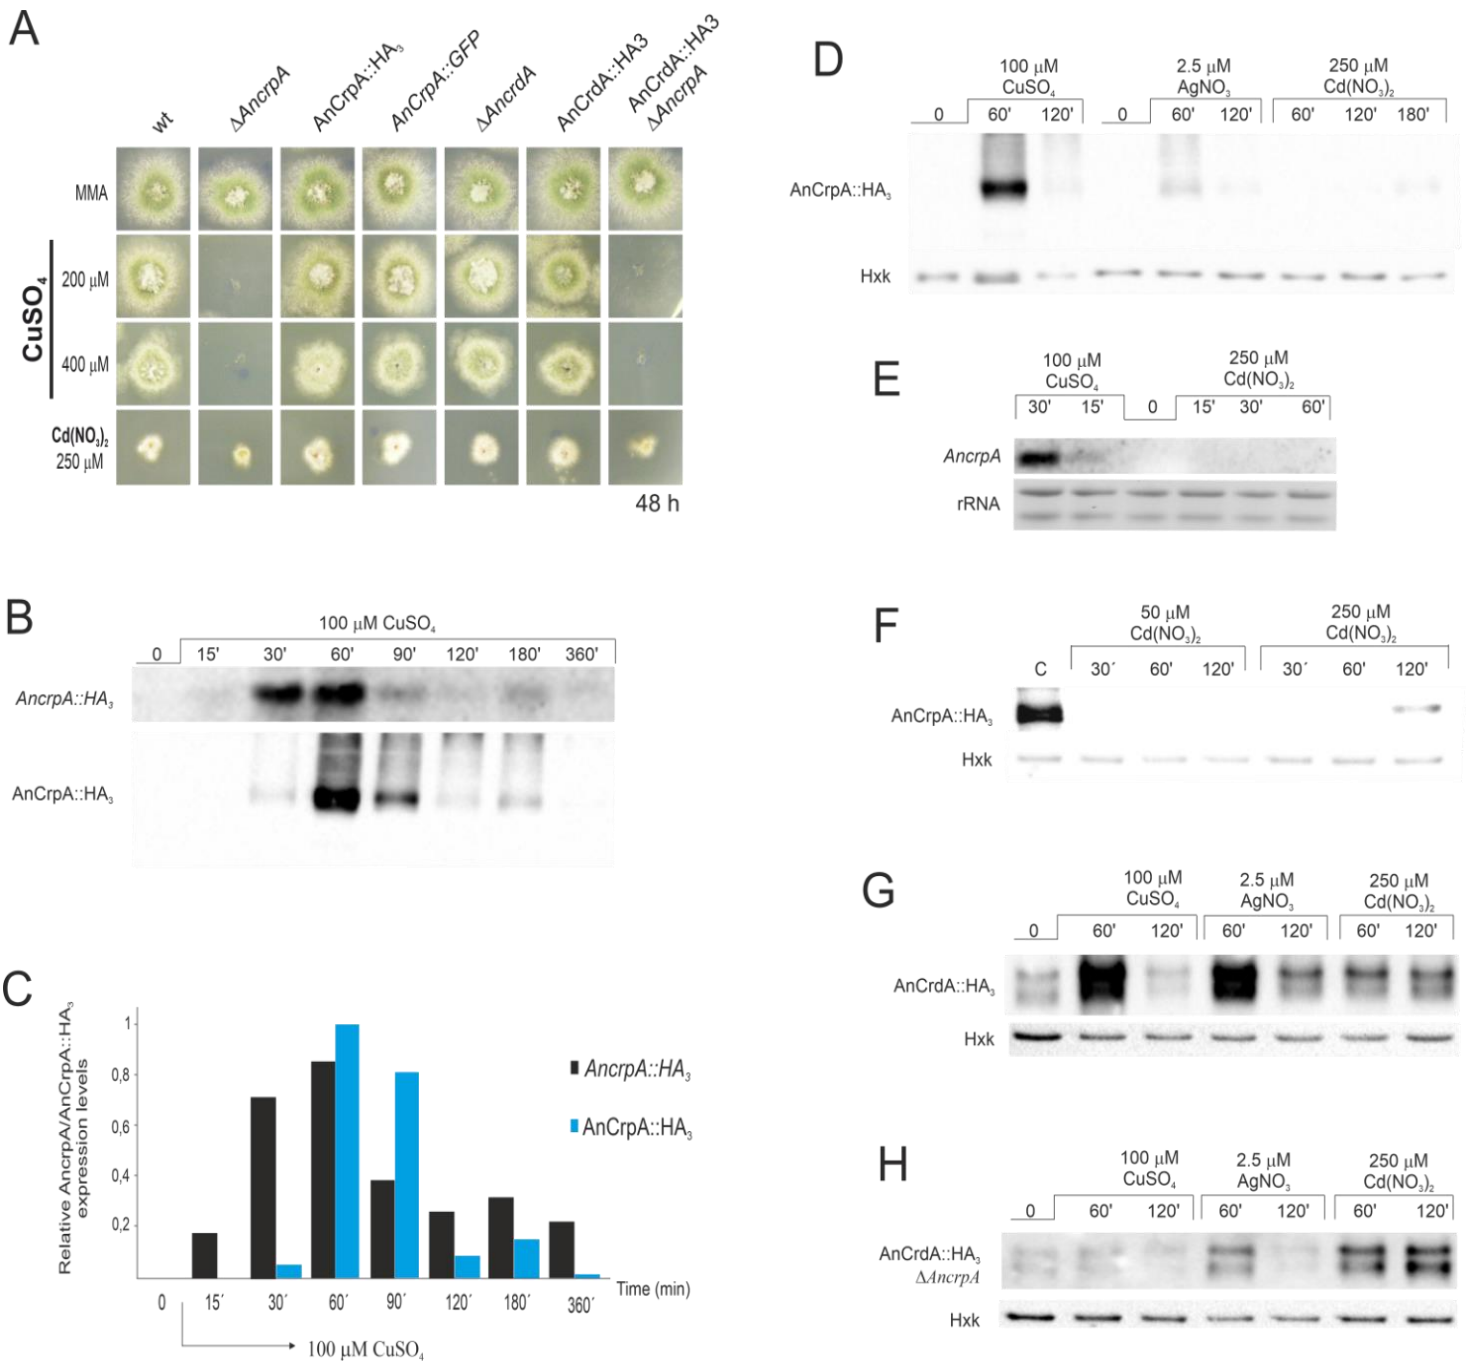 A
wt
ΔAncrpA
AnCrpA::HA₃
AnCrpA::GFP
ΔAncrdA
AnCrdA::HA3
AnCrdA::HA3
ΔAncrpA
MMA
CuSO₄
200 µM
400 µM
Cd(NO₃)₂
250 µM
48 h
B
100 µM CuSO₄
0 15' 30' 60' 90' 120' 180' 360'
AncrpA::HA₃
AnCrpA::HA₃
C
Relative AncrpA/AnCrpA::HA₃
expression levels
1
0,8
0,6
0,4
0,2
AncrpA::HA₃
AnCrpA::HA₃
0 15´ 30´ 60´ 90´ 120´ 180´ 360´
Time (min)
100 µM CuSO₄
D
100 µM
CuSO₄
2.5 µM
AgNO₃
250 µM
Cd(NO₃)₂
0 60' 120' 0 60' 120' 60' 120' 180'
AnCrpA::HA₃
Hxk
E
100 µM
CuSO₄
250 µM
Cd(NO₃)₂
30' 15' 0 15' 30' 60'
AncrpA
rRNA
F
50 µM
Cd(NO₃)₂
250 µM
Cd(NO₃)₂
C 30´ 60' 120' 30´ 60' 120'
AnCrpA::HA₃
Hxk
G
100 µM
CuSO₄
2.5 µM
AgNO₃
250 µM
Cd(NO₃)₂
0 60' 120' 60' 120' 60' 120'
AnCrdA::HA₃
Hxk
H
100 µM
CuSO₄
2.5 µM
AgNO₃
250 µM
Cd(NO₃)₂
0 60' 120' 60' 120' 60' 120'
AnCrdA::HA₃
ΔAncrpA
Hxk